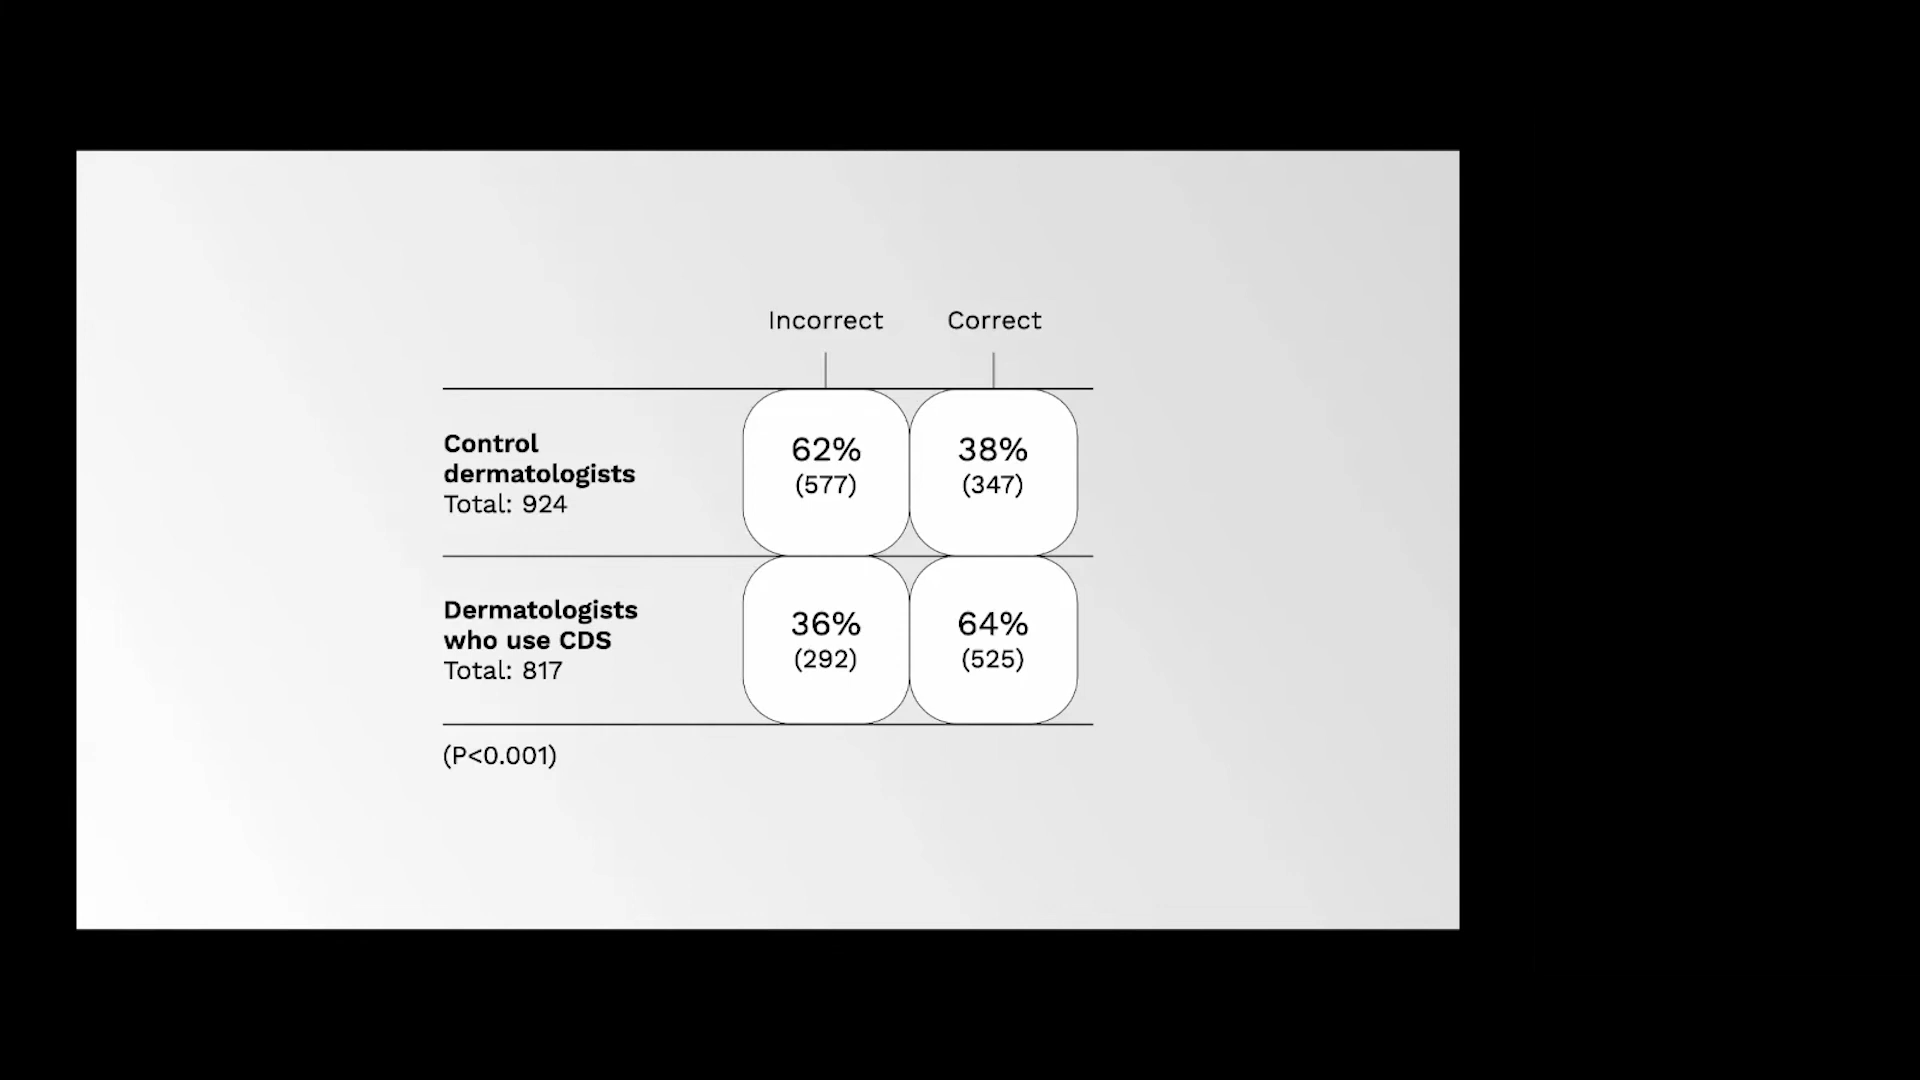 Incorrect Correct
Control
dermatologists
Total: 924
62% 38%
(577) (347)
Dermatologists
who use CDS
Total: 817
36% 64%
(292) (525)
(P<0.001)